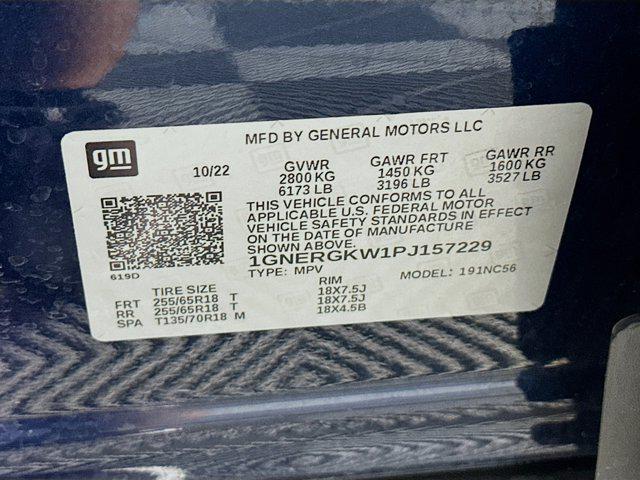 gm
MFD BY GENERAL MOTORS LLC
10/22
GVWR GAWR FRT GAWR RR
2800 KG 1450 KG 1600 KG
6173 LB 3196 LB 3527 LB
THIS VEHICLE CONFORMS TO ALL
APPLICABLE U.S. FEDERAL MOTOR
VEHICLE SAFETY STANDARDS IN EFFECT
ON THE DATE OF MANUFACTURE
SHOWN ABOVE.
1GNERGKW1PJ157229
619D
TYPE: MPV MODEL: 191NC56
TIRE SIZE RIM
FRT 255/65R18 T 18X7.5J
RR 255/65R18 T 18X7.5J
SPA T135/70R18 M 18X4.5B